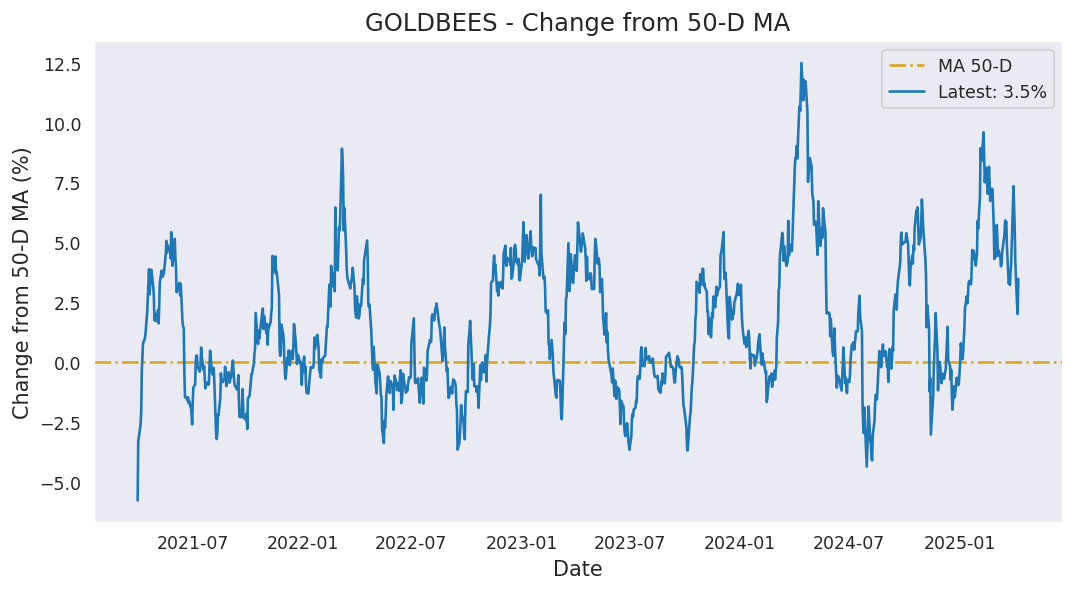 GOLDBEES - Change from 50-D MA
MA 50-D
Latest: 3.5%
Change from 50-D MA (%)
12.5
10.0
7.5
5.0
2.5
0.0
−2.5
−5.0
2021-07 2022-01 2022-07 2023-01 2023-07 2024-01 2024-07 2025-01
Date